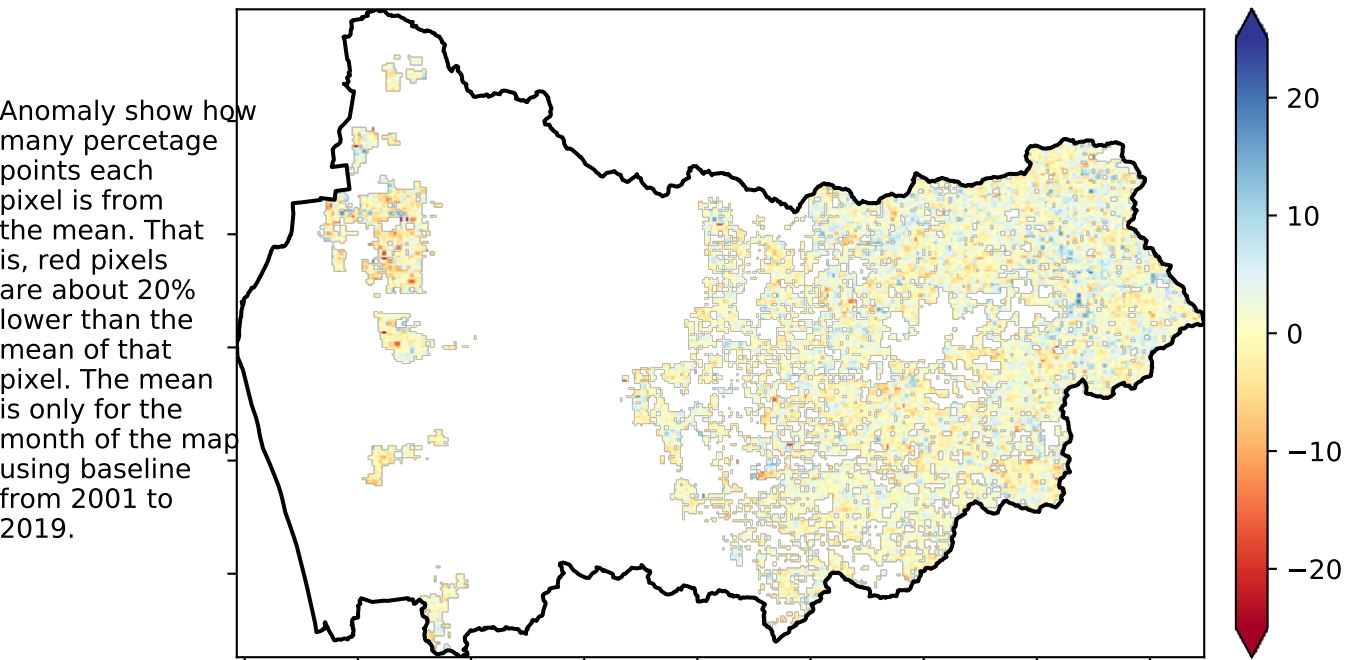 Anomaly show how
many percetage
points each
pixel is from
the mean. That
is, red pixels
are about 20%
lower than the
mean of that
pixel. The mean
is only for the
month of the map
using baseline
from 2001 to
2019.
20
10
0
−10
−20